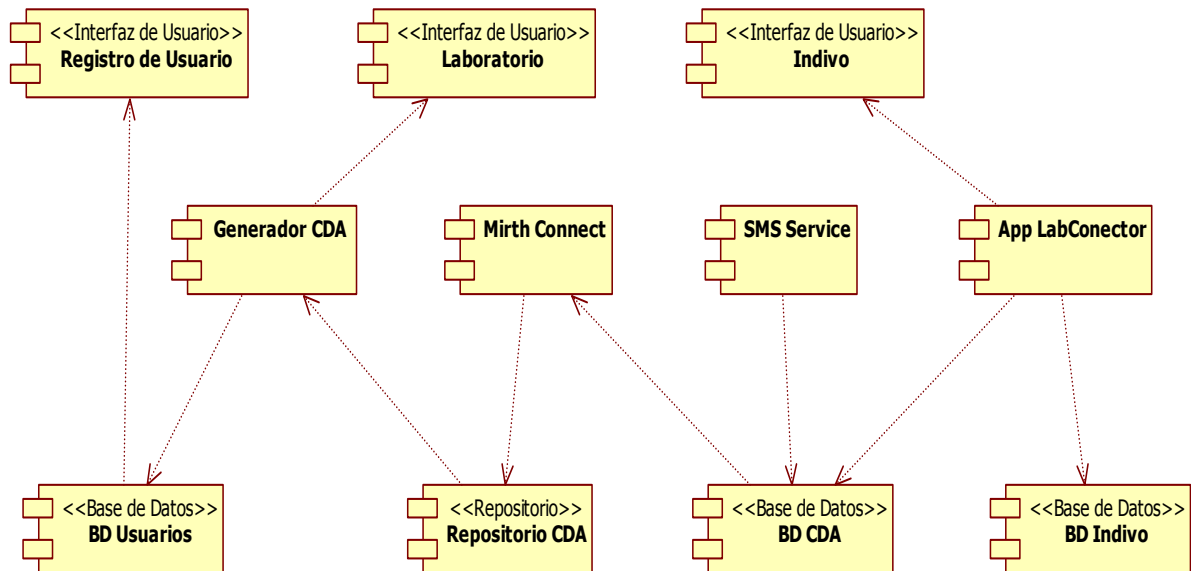 <<Interfaz de Usuario>>
Registro de Usuario
<<Interfaz de Usuario>>
Laboratorio
<<Interfaz de Usuario>>
Indivo
Generador CDA
Mirth Connect
SMS Service
App LabConector
<<Base de Datos>>
BD Usuarios
<<Repositorio>>
Repositorio CDA
<<Base de Datos>>
BD CDA
<<Base de Datos>>
BD Indivo